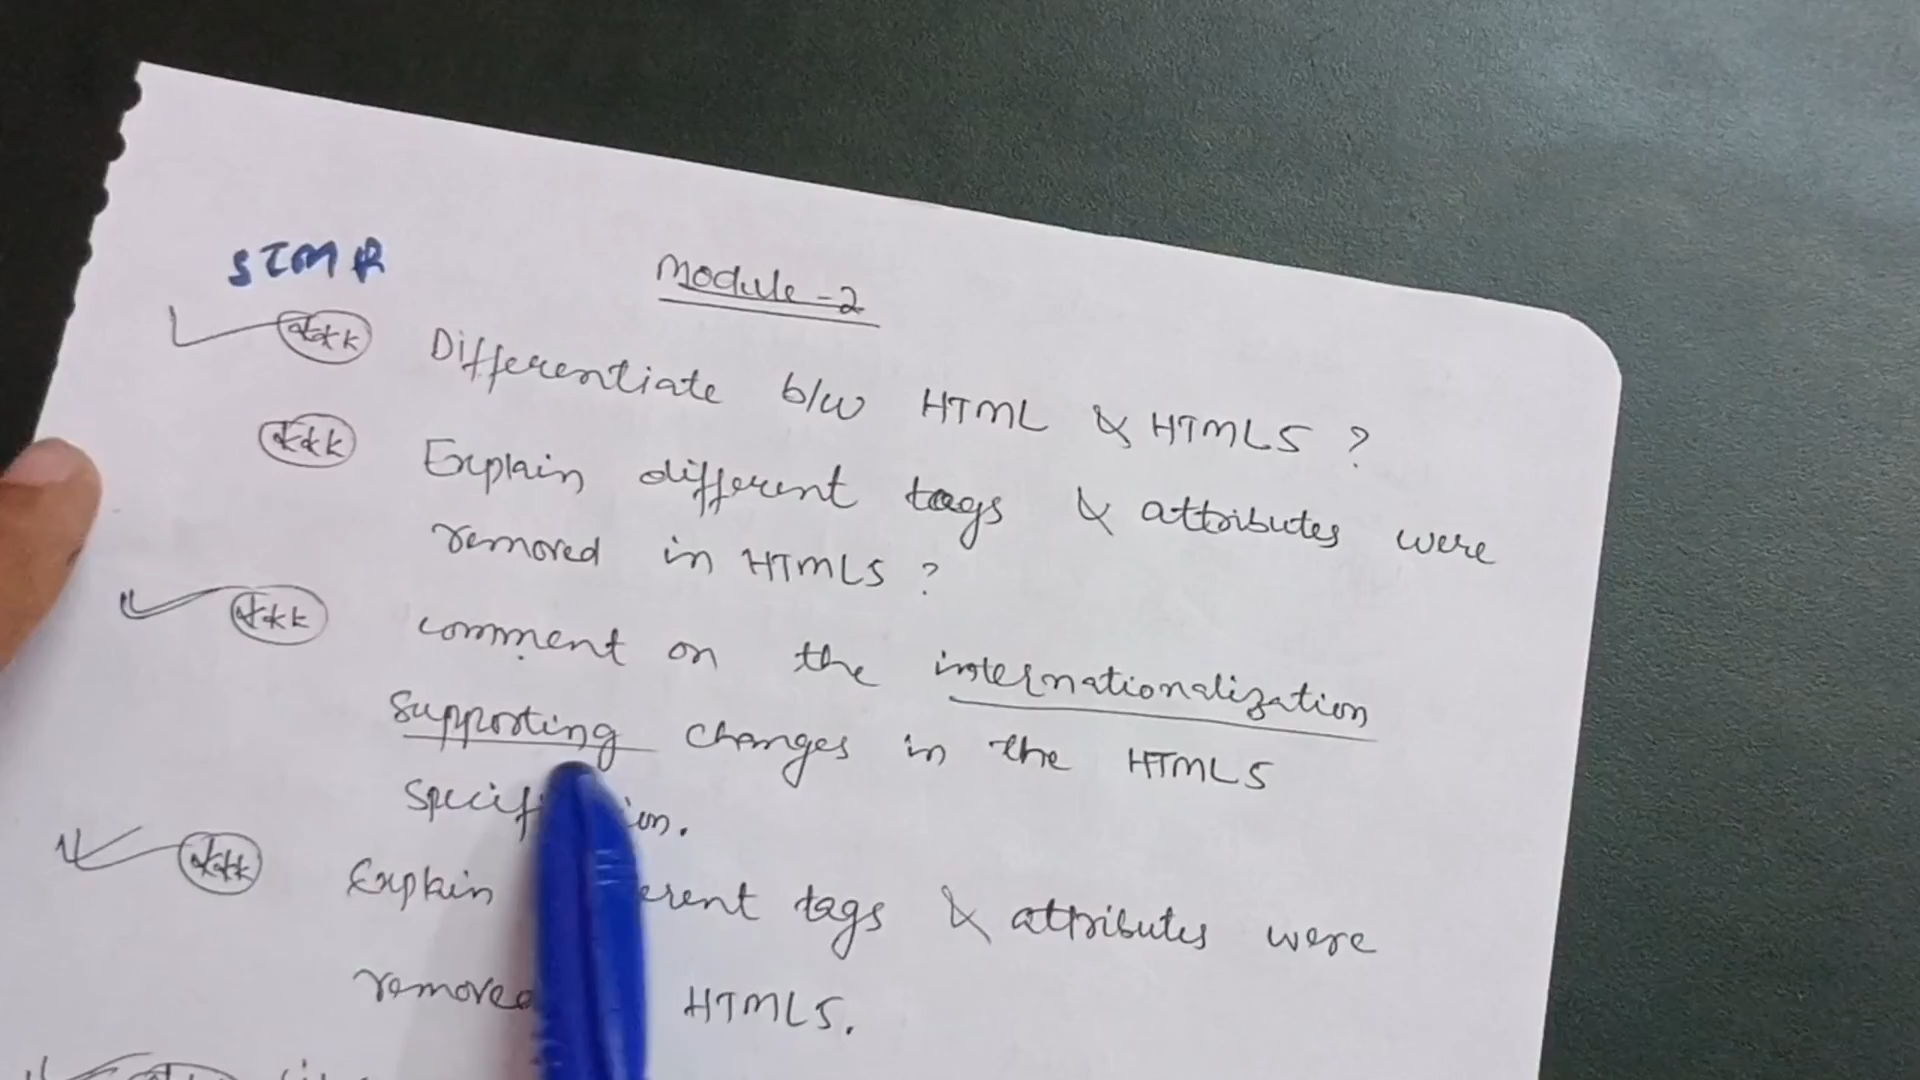 SIMP
Module-2
*** Differentiate b/w HTML & HTML5 ?
*** Explain different tags & attributes were
removed in HTML5 ?
*** comment on the internationalization
supporting changes in the HTML5
*** Explain tags & attributes were
HTML5.